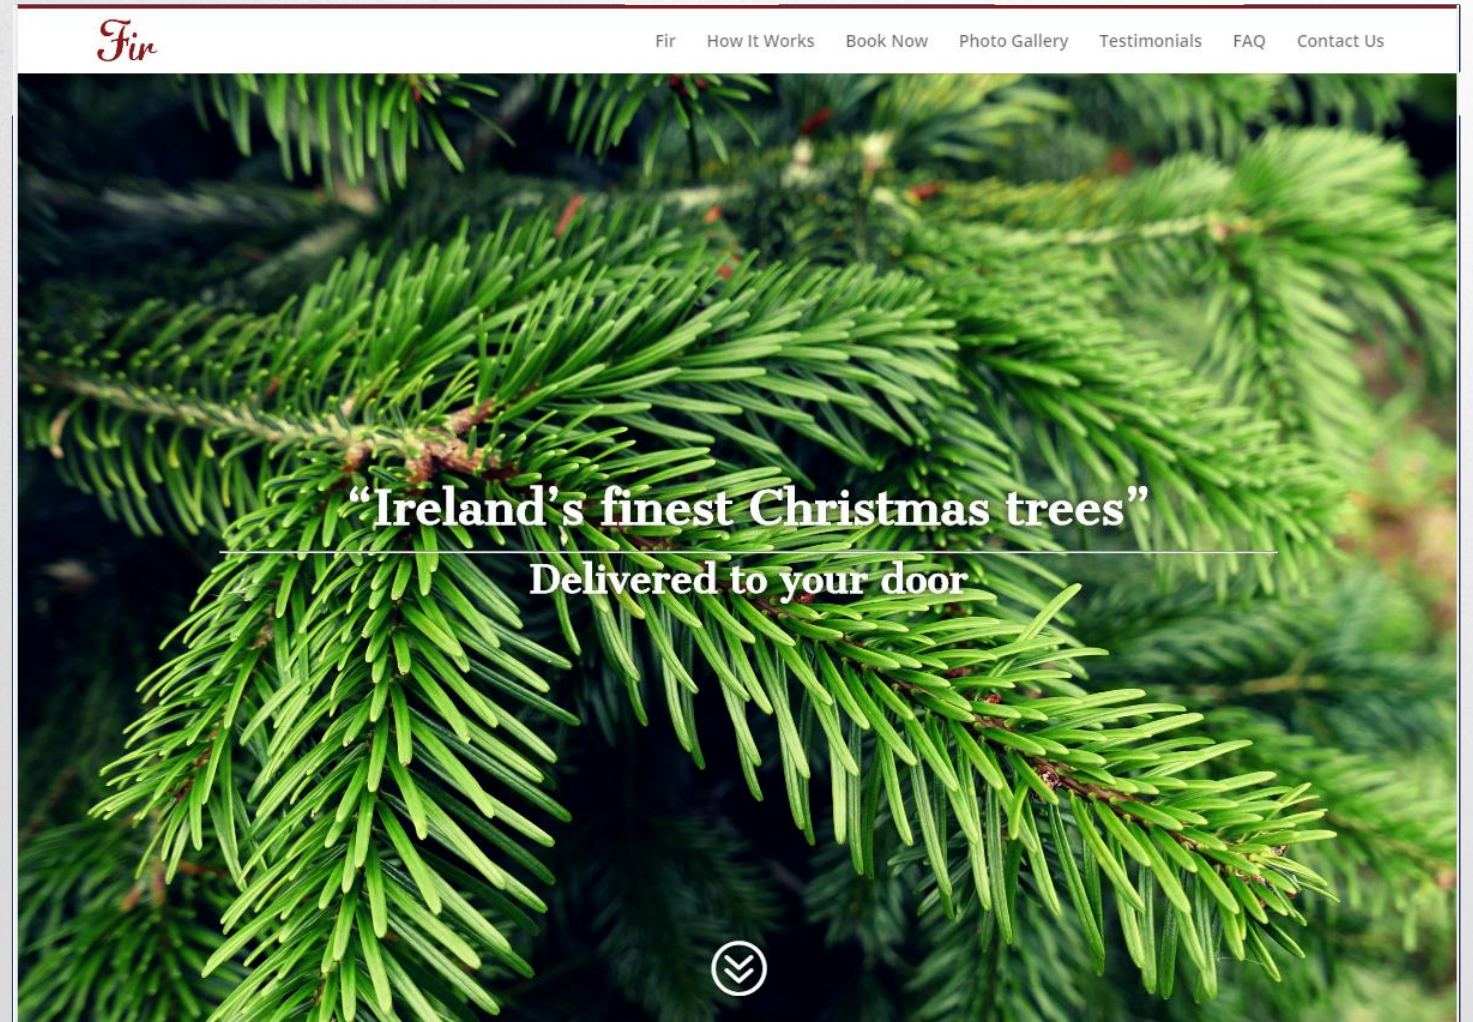 Fir
Fir How It Works Book Now Photo Gallery Testimonials FAQ Contact Us
“Ireland’s finest Christmas trees”
Delivered to your door